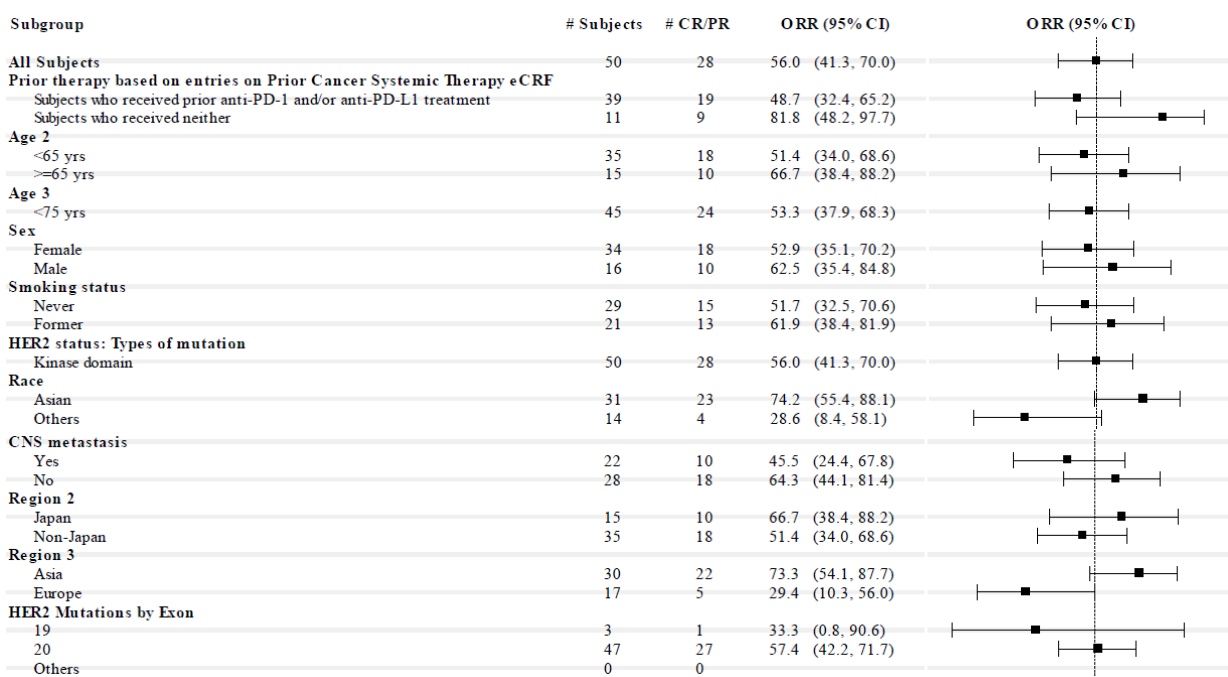 Subgroup # Subjects # CR/PR ORR (95% CI) ORR (95% CI)
All Subjects 50 28 56.0 (41.3, 70.0)
Prior therapy based on entries on Prior Cancer Systemic Therapy eCRF
Subjects who received prior anti-PD-1 and/or anti-PD-L1 treatment 39 19 48.7 (32.4, 65.2)
Subjects who received neither 11 9 81.8 (48.2, 97.7)
Age 2
<65 yrs 35 18 51.4 (34.0, 68.6)
>=65 yrs 15 10 66.7 (38.4, 88.2)
Age 3
<75 yrs 45 24 53.3 (37.9, 68.3)
Sex
Female 34 18 52.9 (35.1, 70.2)
Male 16 10 62.5 (35.4, 84.8)
Smoking status
Never 29 15 51.7 (32.5, 70.6)
Former 21 13 61.9 (38.4, 81.9)
HER2 status: Types of mutation
Kinase domain 50 28 56.0 (41.3, 70.0)
Race
Asian 31 23 74.2 (55.4, 88.1)
Others 14 4 28.6 (8.4, 58.1)
CNS metastasis
Yes 22 10 45.5 (24.4, 67.8)
No 28 18 64.3 (44.1, 81.4)
Region 2
Japan 15 10 66.7 (38.4, 88.2)
Non-Japan 35 18 51.4 (34.0, 68.6)
Region 3
Asia 30 22 73.3 (54.1, 87.7)
Europe 17 5 29.4 (10.3, 56.0)
HER2 Mutations by Exon
19 3 1 33.3 (0.8, 90.6)
20 47 27 57.4 (42.2, 71.7)
Others 0 0